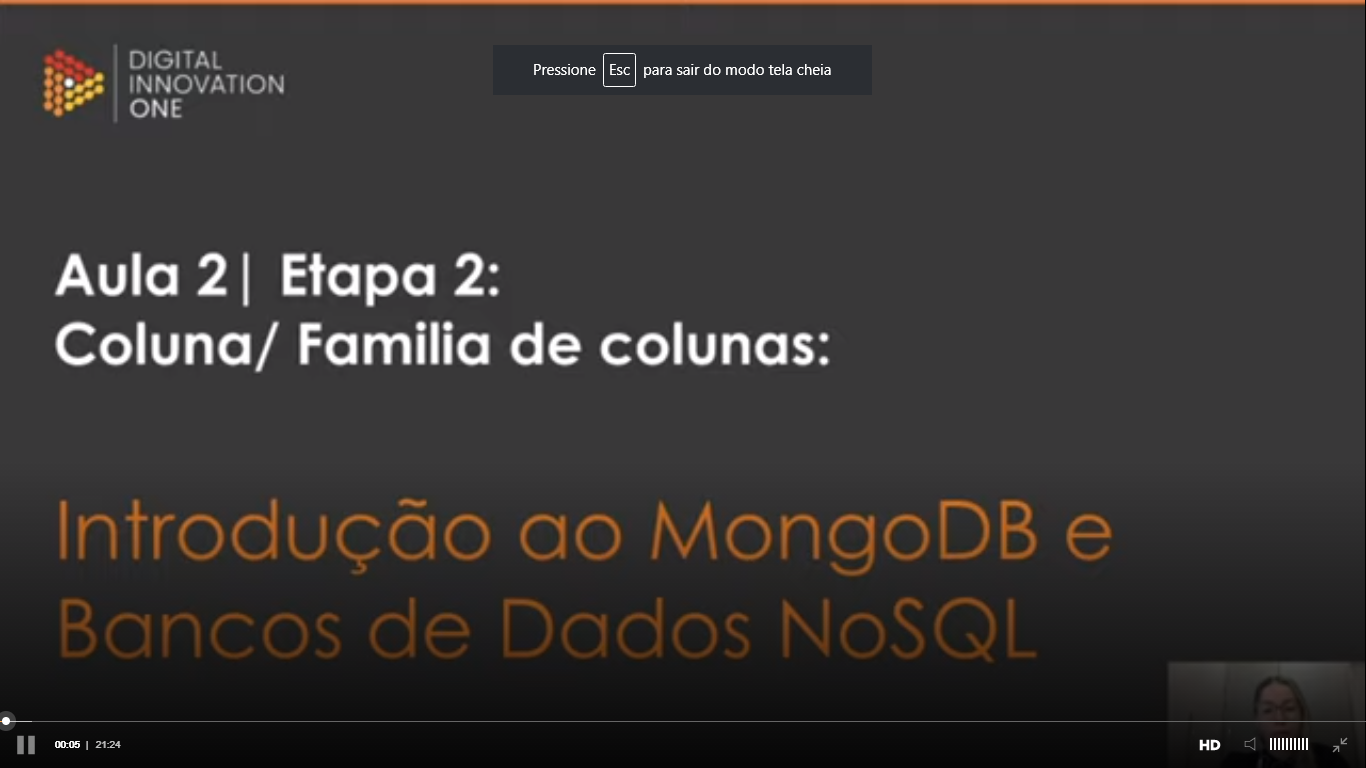 DIGITAL
INNOVATION
ONE
Pressione Esc para sair do modo tela cheia
Aula 2| Etapa 2:
Coluna/ Familia de colunas:
Introdução ao MongoDB e
Bancos de Dados NoSQL
00:05 | 21:24
HD